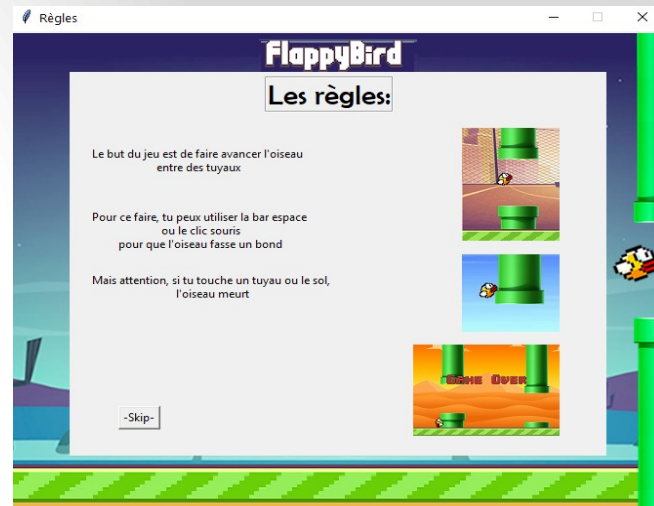 Règles
FlappyBird
Les règles:
Le but du jeu est de faire avancer l'oiseau
entre des tuyaux
Pour ce faire, tu peux utiliser la bar espace
ou le clic souris
pour que l'oiseau fasse un bond
Mais attention, si tu touche un tuyau ou le sol,
l'oiseau meurt
Game Over
-Skip-